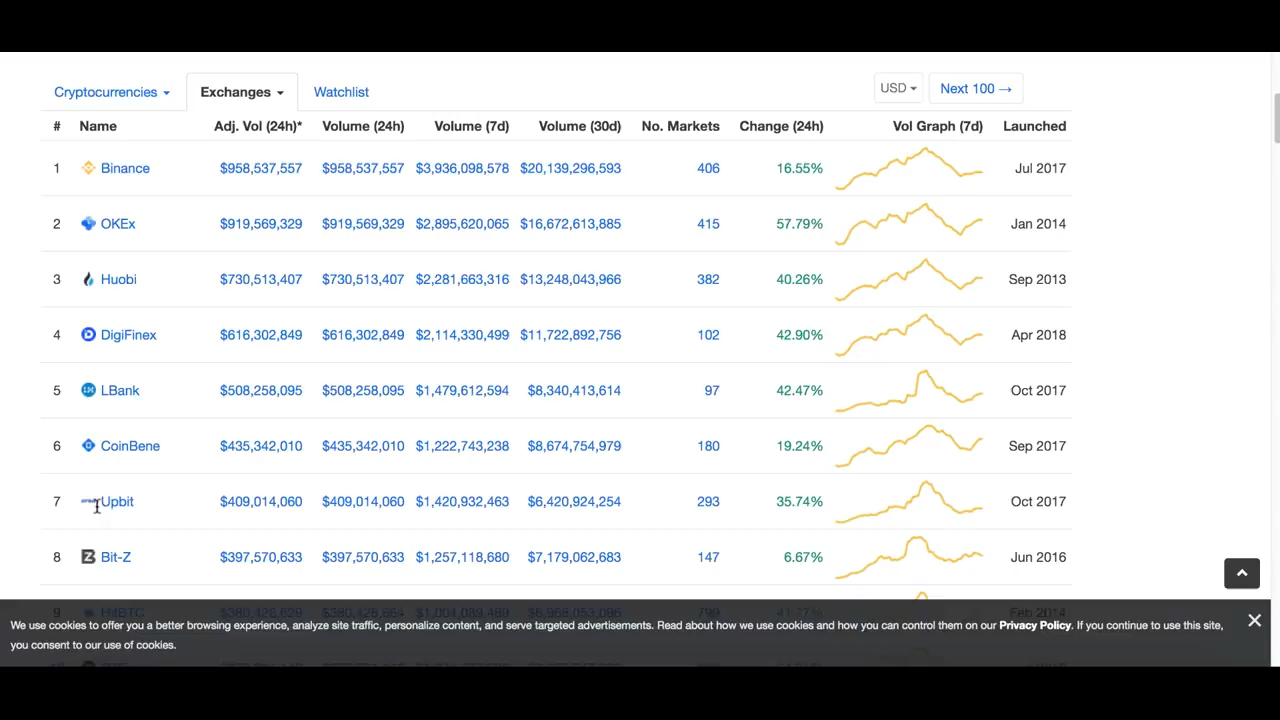 Cryptocurrencies Exchanges Watchlist USD Next 100 →
# Name Adj. Vol (24h)* Volume (24h) Volume (7d) Volume (30d) No. Markets Change (24h) Vol Graph (7d) Launched
1 Binance $958,537,557 $958,537,557 $3,936,098,578 $20,139,296,593 406 16.55% Jul 2017
2 OKEx $919,569,329 $919,569,329 $2,895,620,065 $16,672,613,885 415 57.79% Jan 2014
3 Huobi $730,513,407 $730,513,407 $2,281,663,316 $13,248,043,966 382 40.26% Sep 2013
4 DigiFinex $616,302,849 $616,302,849 $2,114,330,499 $11,722,892,756 102 42.90% Apr 2018
5 LBank $508,258,095 $508,258,095 $1,479,612,594 $8,340,413,614 97 42.47% Oct 2017
6 CoinBene $435,342,010 $435,342,010 $1,222,743,238 $8,674,754,979 180 19.24% Sep 2017
7 Upbit $409,014,060 $409,014,060 $1,420,932,463 $6,420,924,254 293 35.74% Oct 2017
8 Bit-Z $397,570,633 $397,570,633 $1,257,118,680 $7,179,062,683 147 6.67% Jun 2016
9 HitBTC Feb 2014
We use cookies to offer you a better browsing experience, analyze site traffic, personalize content, and serve targeted advertisements. Read about how we use cookies and how you can control them on our Privacy Policy. If you continue to use this site,
you consent to our use of cookies.